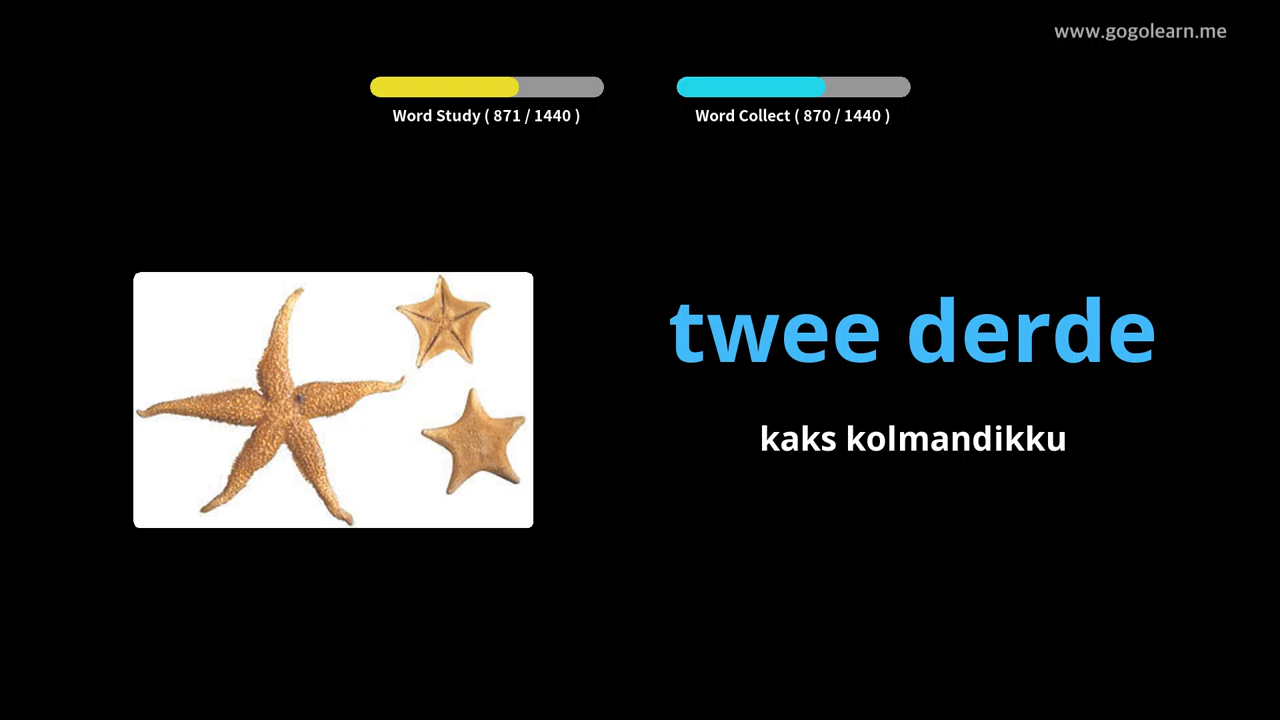 www.gogolearn.me
Word Study ( 871 / 1440 )
Word Collect ( 870 / 1440 )
twee derde
kaks kolmandikku